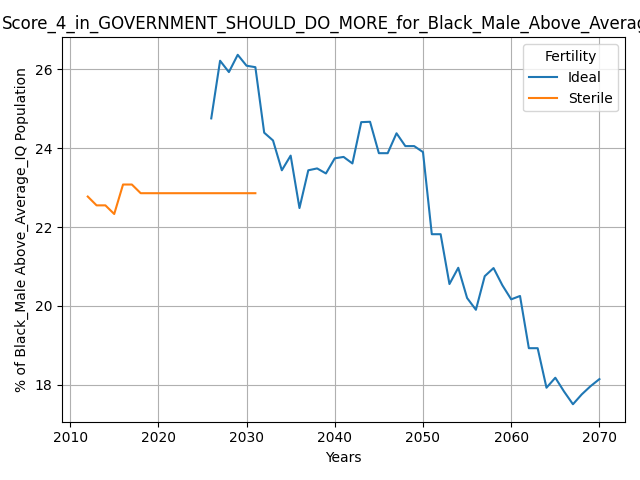 Score_4_in_GOVERNMENT_SHOULD_DO_MORE_for_Black_Male_Above_Averag
Fertility
Ideal
Sterile
% of Black_Male Above_Average_IQ Population
26
24
22
20
18
2010 2020 2030 2040 2050 2060 2070
Years